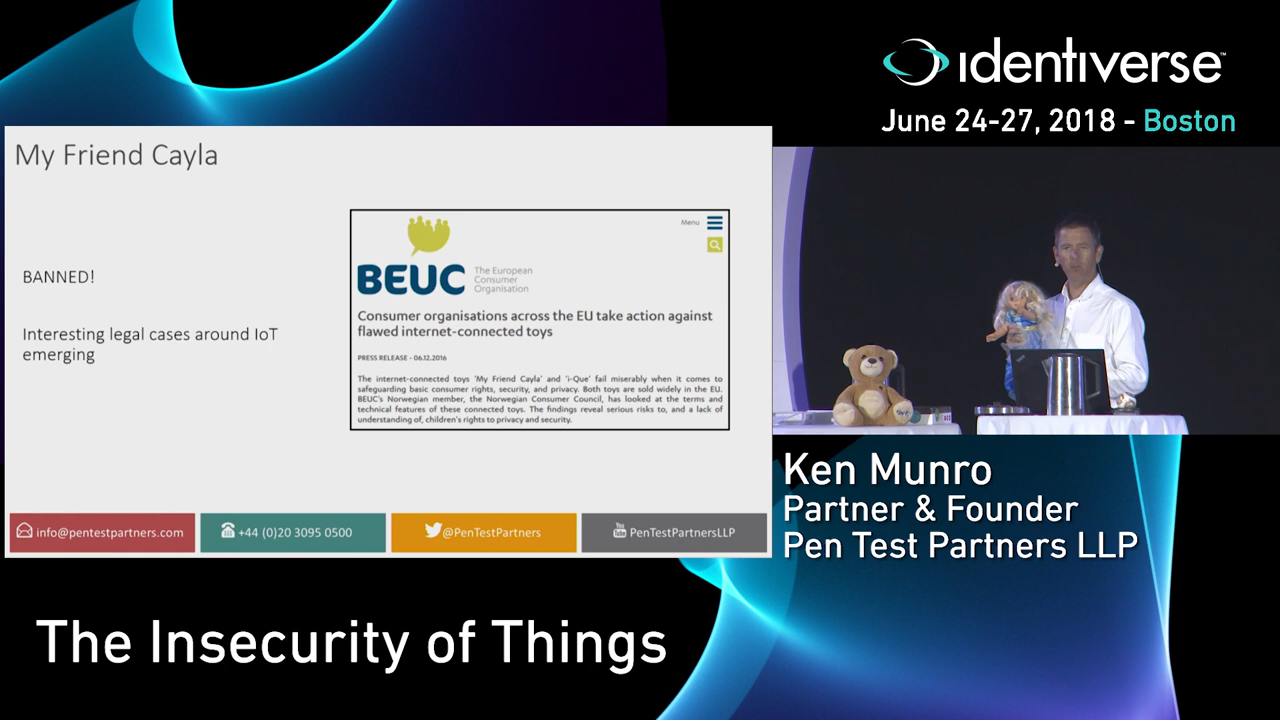 identiverse™
June 24-27, 2018 - Boston
My Friend Cayla
BANNED!
Interesting legal cases around IoT
emerging
Menu
BEUC
The European
Consumer
Organisation
Consumer organisations across the EU take action against
flawed internet-connected toys
PRESS RELEASE - 06.12.2016
The internet-connected toys 'My Friend Cayla' and 'i-Que' fail miserably when it comes to
safeguarding basic consumer rights, security, and privacy. Both toys are sold widely in the EU.
BEUC's Norwegian member, the Norwegian Consumer Council, has looked at the terms and
technical features of these connected toys. The findings reveal serious risks to, and a lack of
understanding of, children's rights to privacy and security.
info@pentestpartners.com
+44 (0)20 3095 0500
@PenTestPartners
You Tube
PenTestPartnersLLP
Ken Munro
Partner & Founder
Pen Test Partners LLP
The Insecurity of Things